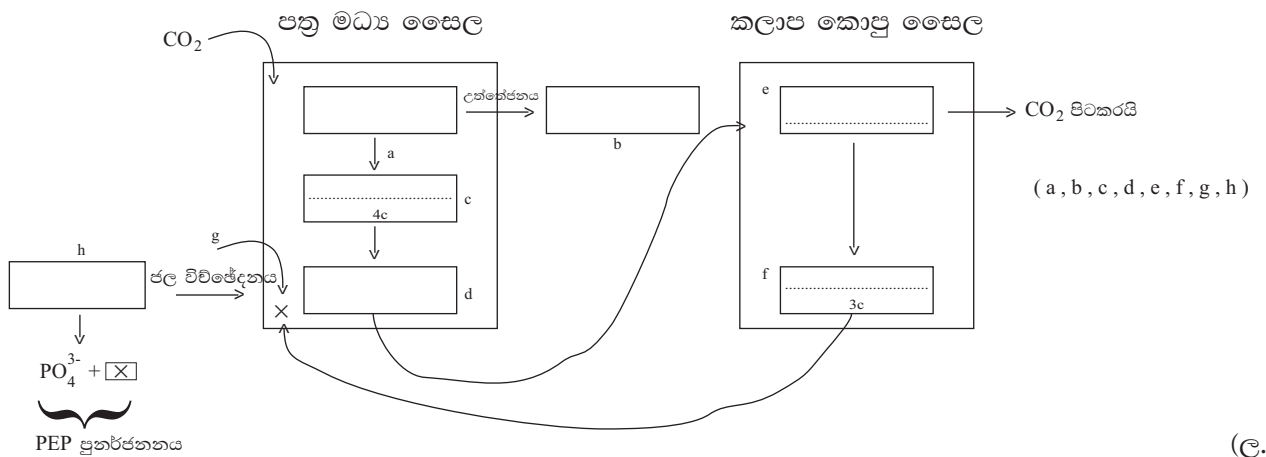 පත්‍ර මධ්‍ය සෛල
කලාප කොපු සෛල
CO2
e
උත්තේජනය
CO2 පිටකරයි
a
b
( a , b , c , d , e , f , g , h )
c
4c
g
h
ජල විච්ඡේදනය
d
f
3c
×
PO4 3- + ×
PEP පුනර්ජනනය
(ල.